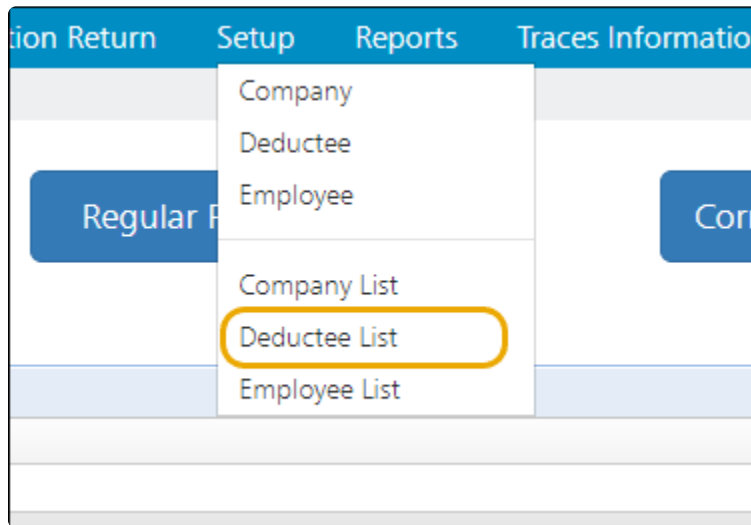 tion Return Setup Reports Traces Informatio
Company
Deductee
Employee
Regular Cor
Company List
Deductee List
Employee List